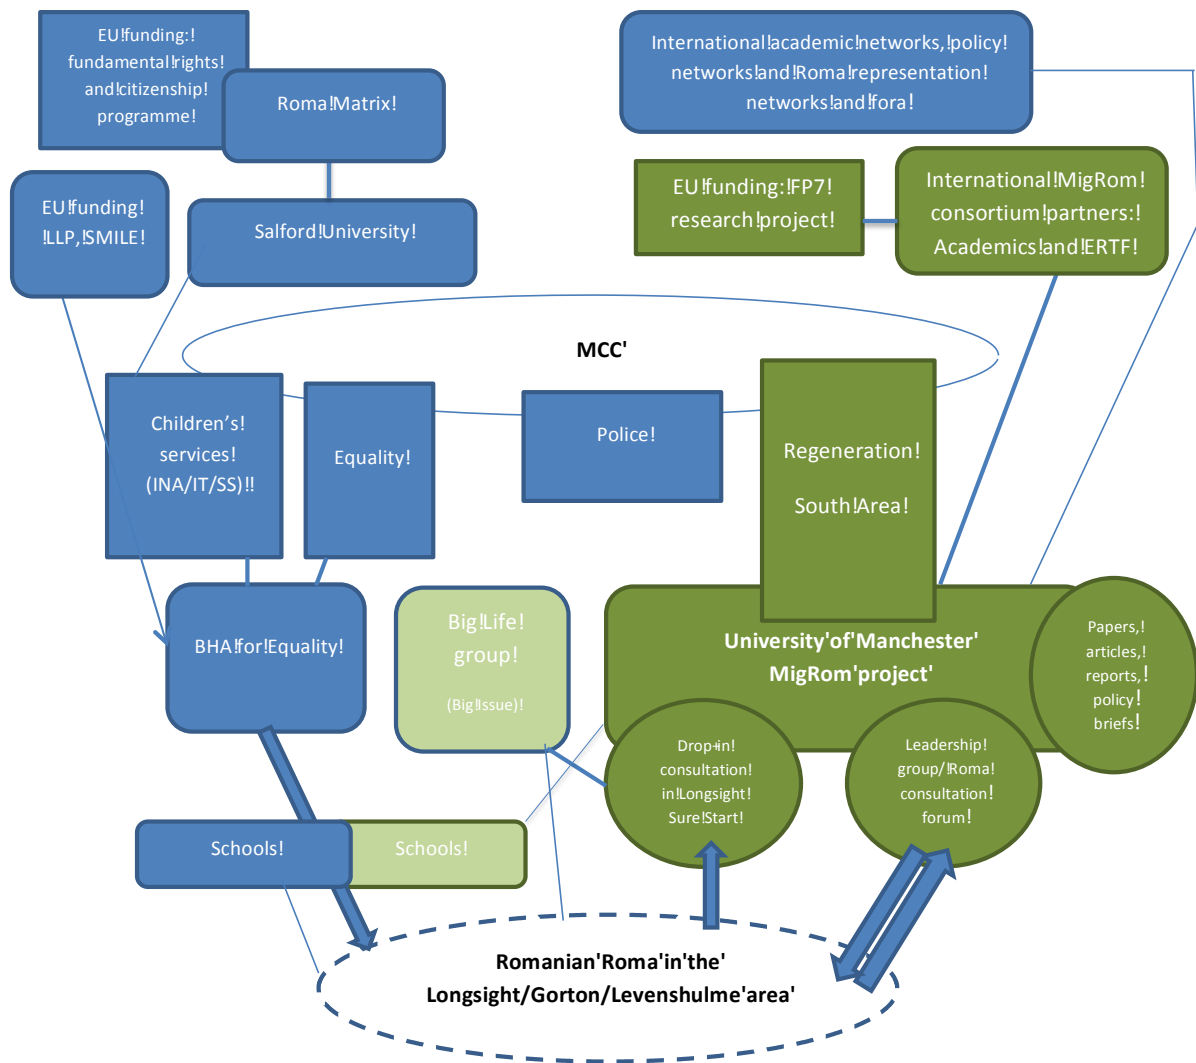 EU!funding:!
fundamental!rights!
and!citizenship!
programme!
Roma!Matrix!
International!academic!networks,!policy!
networks!and!Roma!representation!
networks!and!fora!
EU!funding!
!LLP,!SMILE!
Salford!University!
EU!funding:!FP7!
research!project!
International!MigRom!
consortium!partners:!
Academics!and!ERTF!
MCC'
Children's!
services!
(INA/IT/SS)!!
Equality!
Police!
Regeneration!
South!Area!
BHA!for!Equality!
Big!Life!
group!
(Big!Issue)!
University'of'Manchester'
MigRom'project'
Papers,!
articles,!
reports,!
policy!
briefs!
Drop+in!
consultation!
in!Longsight!
Sure!Start!
Leadership!
group/!Roma!
consultation!
forum!
Schools!
Schools!
Romanian'Roma'in'the'
Longsight/Gorton/Levenshulme'area'